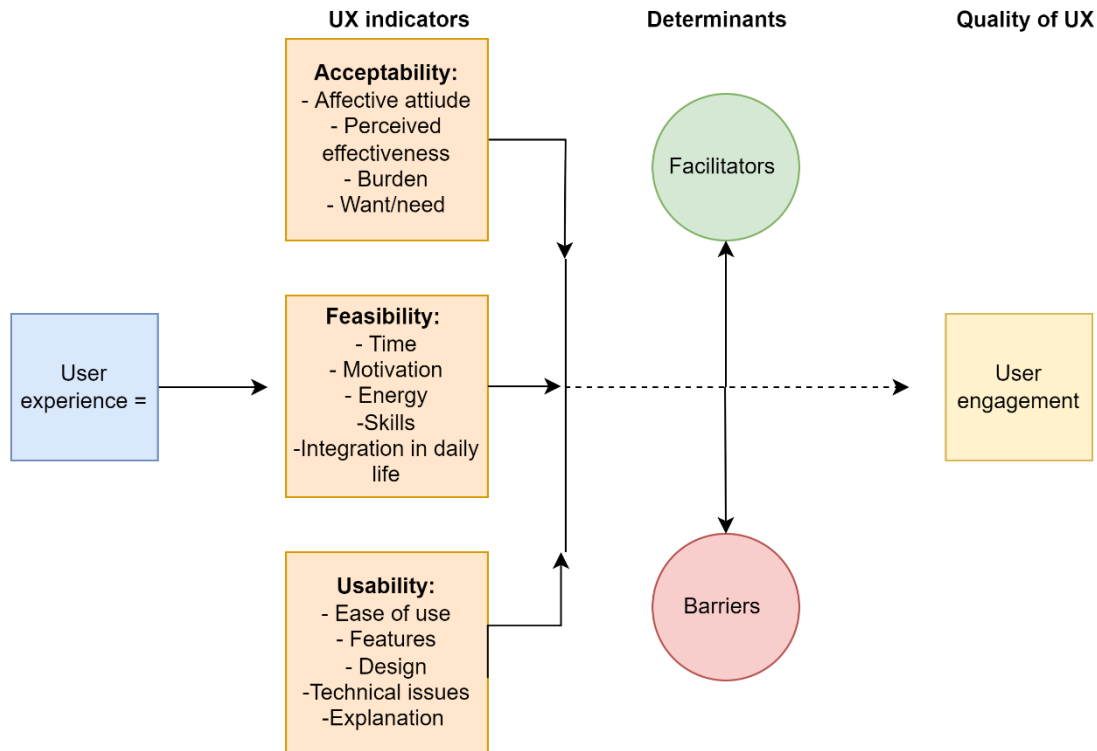 UX indicators
Determinants
Quality of UX
Acceptability:
- Affective attiude
- Perceived
effectiveness
- Burden
- Want/need
Facilitators
User
experience =
Feasibility:
- Time
- Motivation
- Energy
-Skills
-Integration in daily
life
User
engagement
Usability:
- Ease of use
- Features
- Design
-Technical issues
-Explanation
Barriers